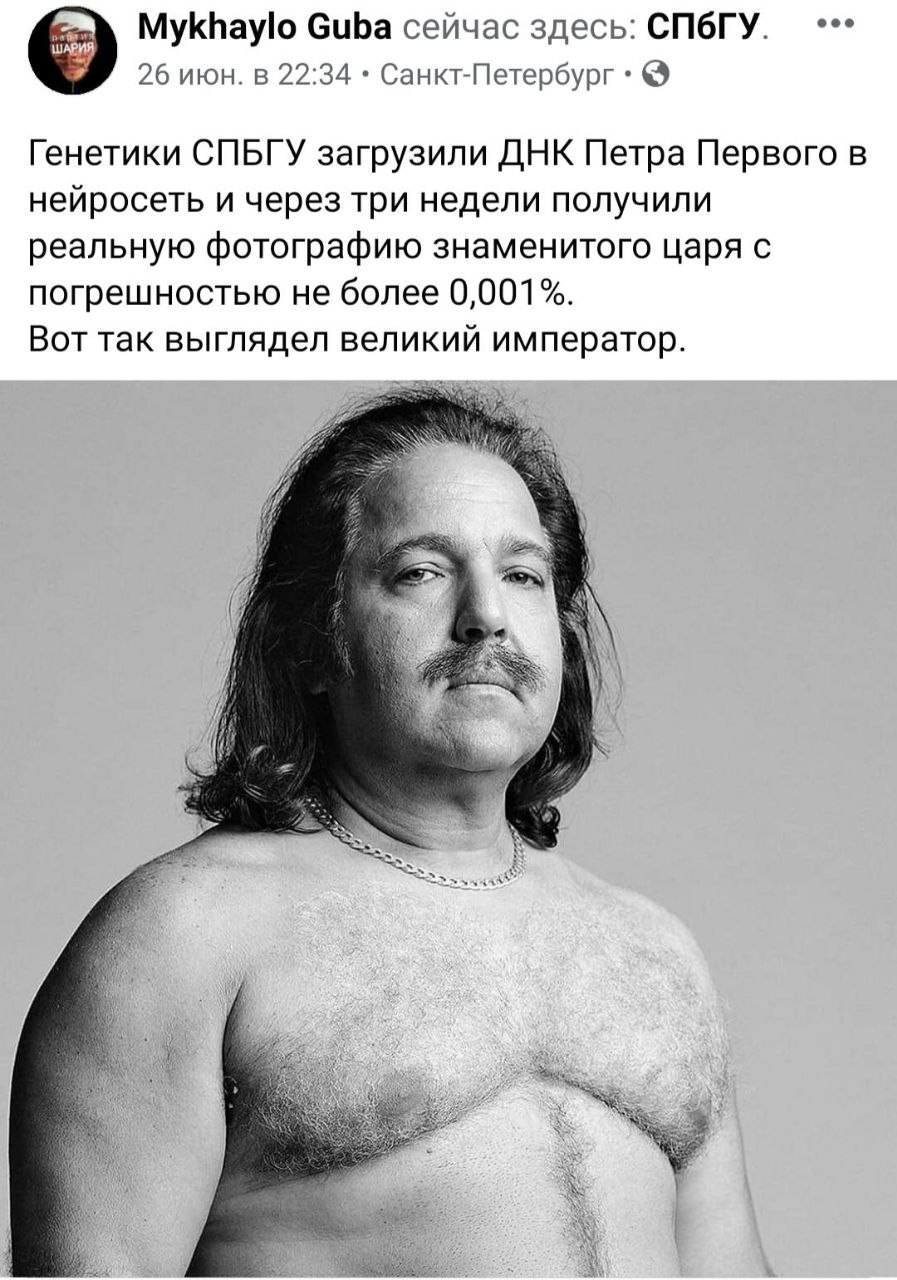 Mykhaylo Guba сейчас здесь: СПбГУ.
26 июн. в 22:34 • Санкт-Петербург •
Генетики СПБГУ загрузили ДНК Петра Первого в
нейросеть и через три недели получили
реальную фотографию знаменитого царя с
погрешностью не более 0,001%.
Вот так выглядел великий император.
ПАРТИЯ
ШАРИЯ